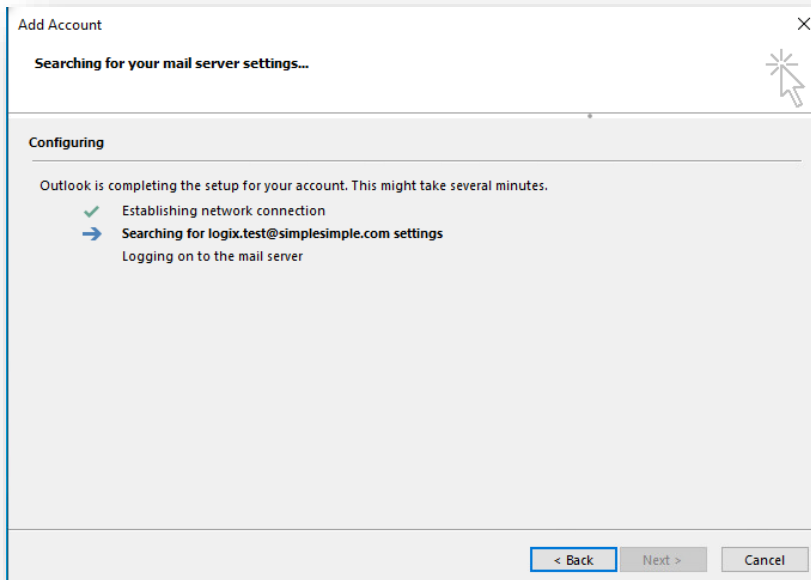 Add Account
Searching for your mail server settings...
Configuring
Outlook is completing the setup for your account. This might take several minutes.
Establishing network connection
Searching for logix.test@simplesimple.com settings
Logging on to the mail server
< Back
Next >
Cancel